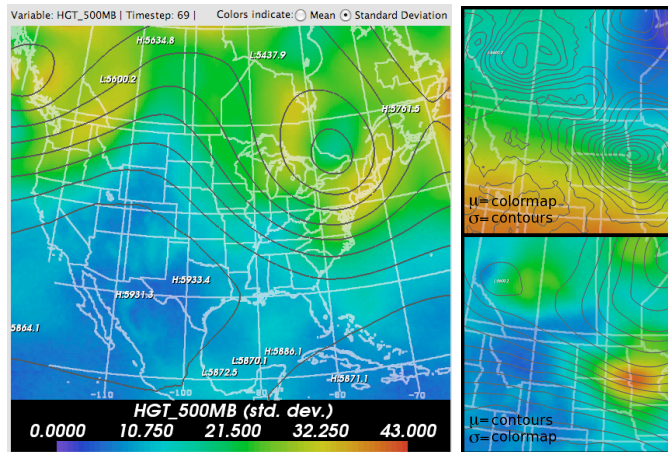 Variable: HGT_500MB | Timestep: 69 | Colors indicate: Mean Standard Deviation
H:5634.8
L:5437.9
L:5600.2
H:5761.5
H:5933.4
H:5931.3
5864.1
H:5886.1
L:5870.1
L:5872.5
H:5871.1
-10
-100
-90
-80
-70
HGT_500MB (std. dev.)
0.0000 10.750 21.500 32.250 43.000
μ=colormap
σ=contours
μ=contours
σ=colormap